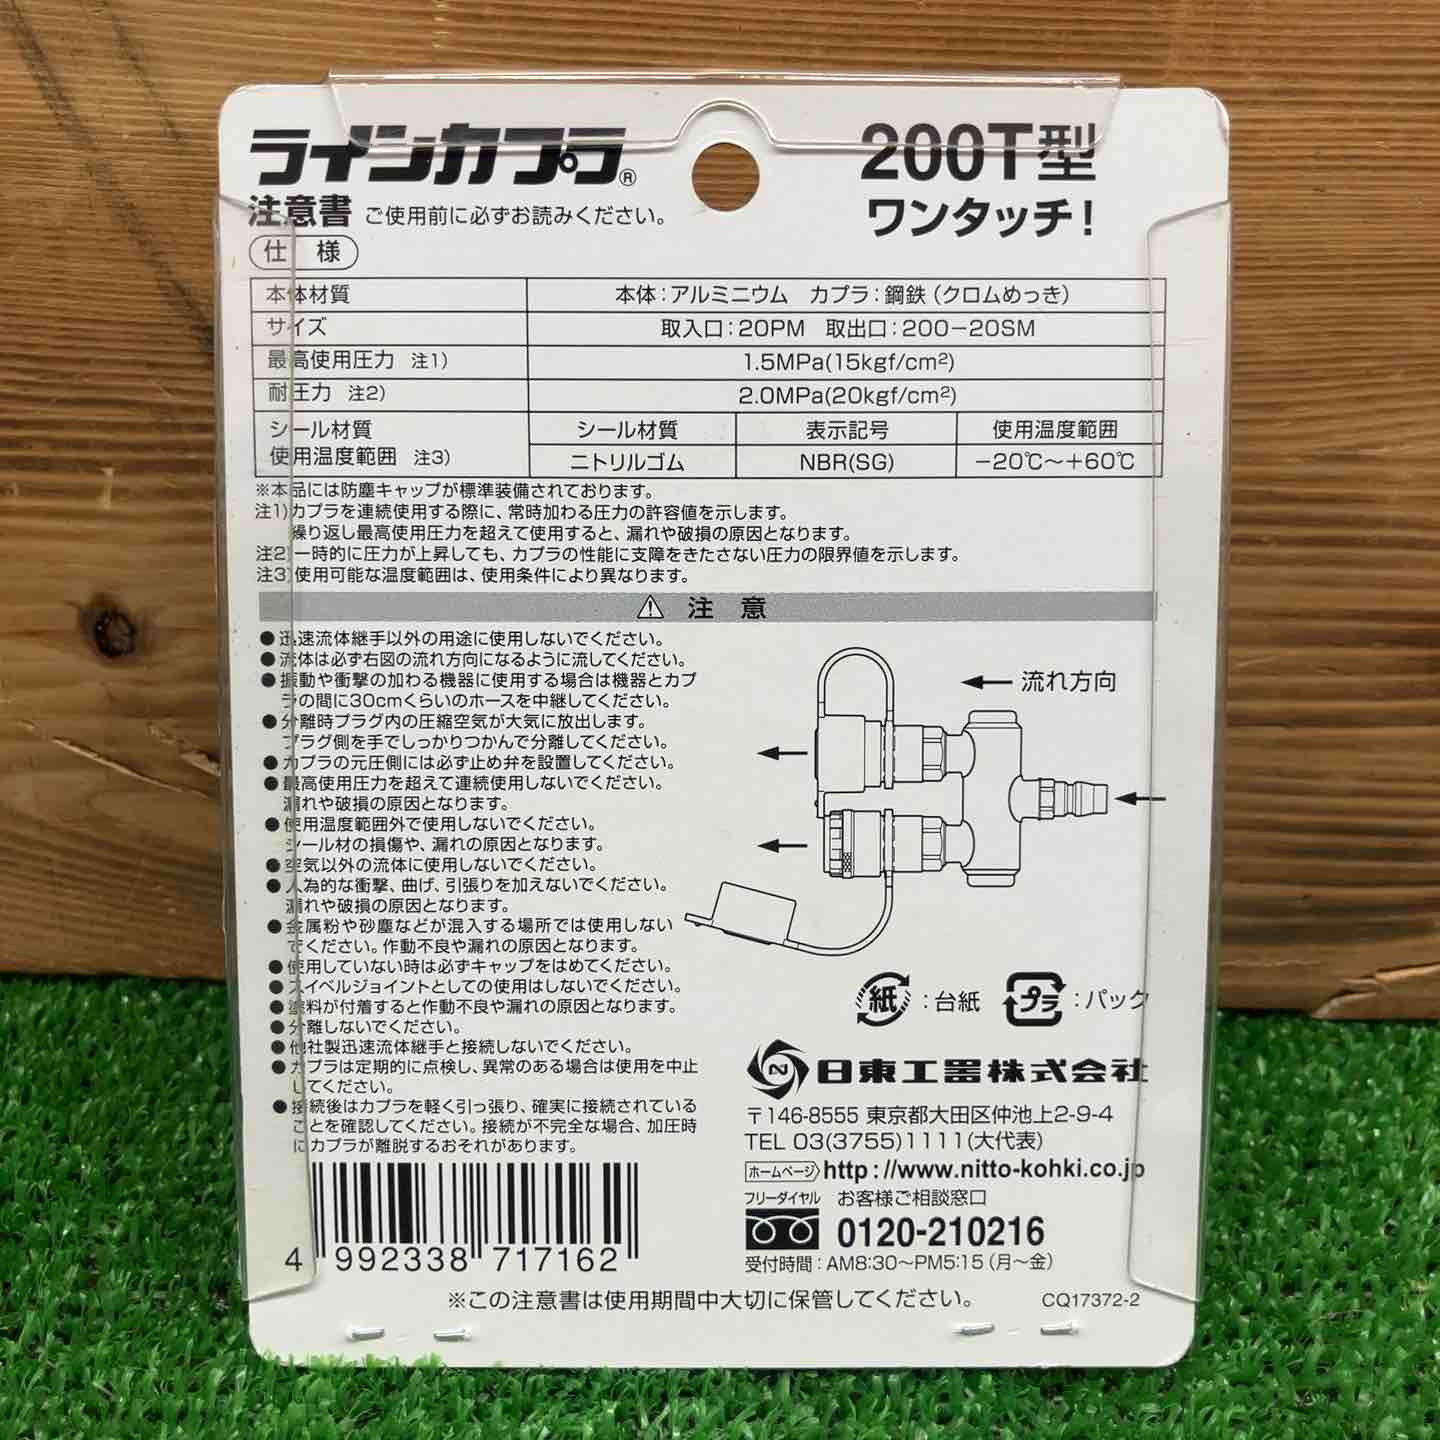 ラインカプラ® 200T型
ワンタッチ!
注意書 ご使用前に必ずお読みください。
仕 様
本体材質 本体：アルミニウム カプラ：鋼鉄（クロムめっき）
サイズ 取入口：20PM 取出口：200-20SM
最高使用圧力 注1) 1.5MPa(15kgf/cm²)
耐圧力 注2) 2.0MPa(20kgf/cm²)
シール材質 シール材質 表示記号 使用温度範囲
使用温度範囲 注3) ニトリルゴム NBR(SG) −20℃〜+60℃
※本品には防塵キャップが標準装備されております。
注1)カプラを連続使用する際に、常時加わる圧力の許容値を示します。
繰り返し最高使用圧力を超えて使用すると、漏れや破損の原因となります。
注2)一時的に圧力が上昇しても、カプラの性能に支障をきたさない圧力の限界値を示します。
注3)使用可能な温度範囲は、使用条件により異なります。
⚠ 注 意
●迅速流体継手以外の用途に使用しないでください。
●流体は必ず右図の流れ方向になるように流してください。
●振動や衝撃の加わる機器に使用する場合は機器とカプ
ラの間に30cmくらいのホースを中継してください。
●分離時プラグ内の圧縮空気が大気に放出します。
プラグ側を手でしっかりつかんで分離してください。
●カプラの元圧側には必ず止め弁を設置してください。
●最高使用圧力を超えて連続使用しないでください。
漏れや破損の原因となります。
●使用温度範囲外で使用しないでください。
シール材の損傷や、漏れの原因となります。
●空気以外の流体に使用しないでください。
●人為的な衝撃、曲げ、引張りを加えないでください。
漏れや破損の原因となります。
●金属粉や砂塵などが混入する場所では使用しない
でください。作動不良や漏れの原因となります。
●使用していない時は必ずキャップをはめてください。
●スイベルジョイントとしての使用はしないでください。
●塗料が付着すると作動不良や漏れの原因となります。
●分離しないでください。
●他社製迅速流体継手と接続しないでください。
●カプラは定期的に点検し、異常のある場合は使用を中止
してください。
●接続後はカプラを軽く引っ張り、確実に接続されている
ことを確認してください。接続が不完全な場合、加圧時
にカプラが離脱するおそれがあります。
流れ方向
紙：台紙 プラ：パック
日東工器株式会社
〒146-8555 東京都大田区仲池上2-9-4
TEL 03(3755)1111(大代表)
ホームページ http://www.nitto-kohki.co.jp
フリーダイヤル お客様ご相談窓口
0120-210216
受付時間：AM8:30〜PM5:15（月〜金）
4 992338 717162
※この注意書は使用期間中大切に保管してください。 CQ17372-2